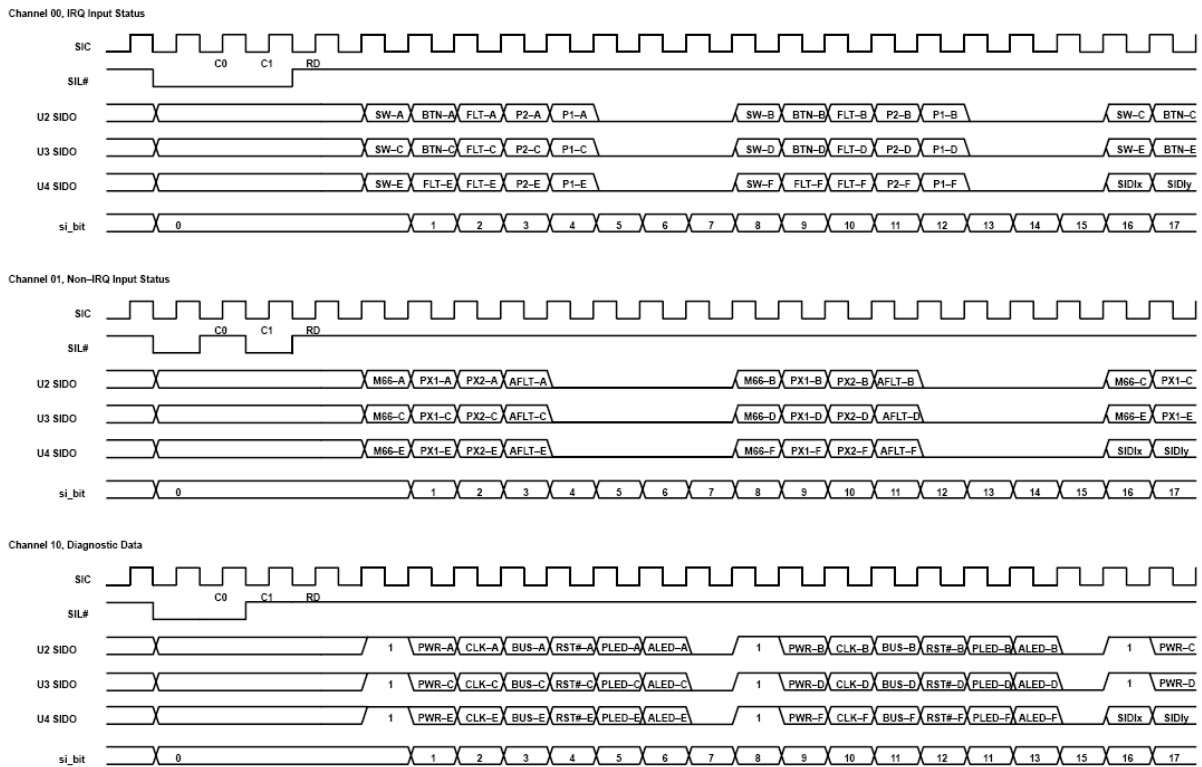 Channel 00, IRQ Input Status
SIC
C0 C1 RD
SIL#
U2 SIDO SW–A BTN–A FLT–A P2–A P1–A SW–B BTN–B FLT–B P2–B P1–B SW–C BTN–C
U3 SIDO SW–C BTN–C FLT–C P2–C P1–C SW–D BTN–D FLT–D P2–D P1–D SW–E BTN–E
U4 SIDO SW–E FLT–E FLT–E P2–E P1–E SW–F FLT–F FLT–F P2–F P1–F SIDIx SIDIy
si_bit 0 1 2 3 4 5 6 7 8 9 10 11 12 13 14 15 16 17
Channel 01, Non–IRQ Input Status
SIC
C0 C1 RD
SIL#
U2 SIDO M66–A PX1–A PX2–A AFLT–A M66–B PX1–B PX2–B AFLT–B M66–C PX1–C
U3 SIDO M66–C PX1–C PX2–C AFLT–C M66–D PX1–D PX2–D AFLT–D M66–E PX1–E
U4 SIDO M66–E PX1–E PX2–E AFLT–E M66–F PX1–F PX2–F AFLT–F SIDIx SIDIy
si_bit 0 1 2 3 4 5 6 7 8 9 10 11 12 13 14 15 16 17
Channel 10, Diagnostic Data
SIC
C0 C1 RD
SIL#
U2 SIDO 1 PWR–A CLK–A BUS–A RST#–A PLED–A ALED–A 1 PWR–B CLK–B BUS–B RST#–B PLED–B ALED–B 1 PWR–C
U3 SIDO 1 PWR–C CLK–C BUS–C RST#–C PLED–C ALED–C 1 PWR–D CLK–D BUS–D RST#–D PLED–D ALED–D 1 PWR–D
U4 SIDO 1 PWR–E CLK–E BUS–E RST#–E PLED–E ALED–E 1 PWR–F CLK–F BUS–F RST#–F PLED–F ALED–F SIDIx SIDIy
si_bit 0 1 2 3 4 5 6 7 8 9 10 11 12 11 13 15 16 17